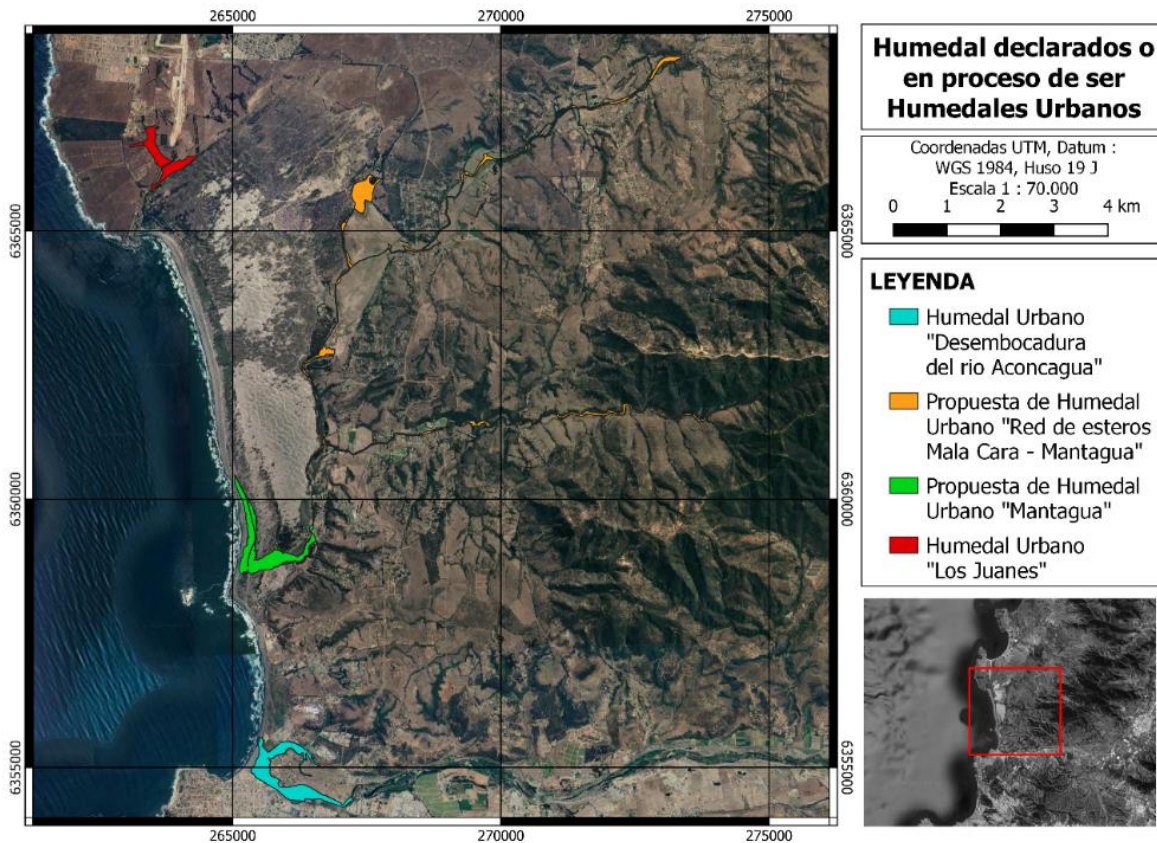 265000 270000 275000
Humedal declarados o
en proceso de ser
Humedales Urbanos
Coordenadas UTM, Datum :
WGS 1984, Huso 19 J
Escala 1 : 70.000
0 1 2 3 4 km
6365000 6365000
LEYENDA
Humedal Urbano
"Desembocadura
del rio Aconcagua"
Propuesta de Humedal
Urbano "Red de esteros
Mala Cara - Mantagua"
Propuesta de Humedal
Urbano "Mantagua"
Humedal Urbano
"Los Juanes"
6360000 6360000
6355000 6355000
265000 270000 275000